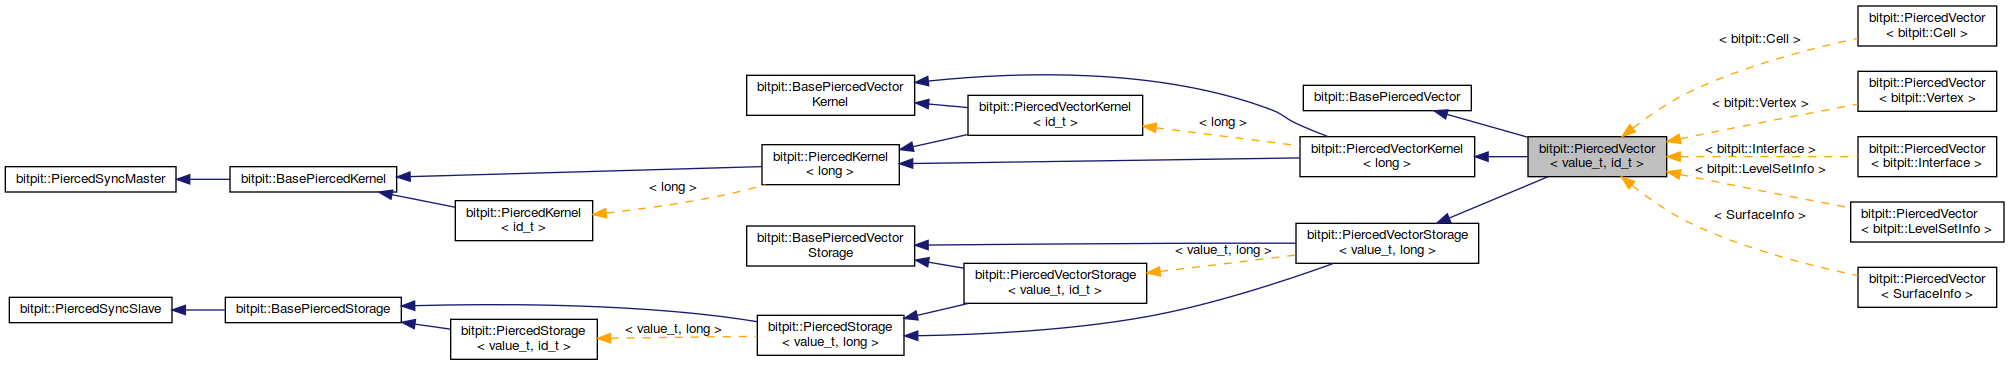 bitpit::PiercedSyncMaster
bitpit::BasePiercedKernel
bitpit::PiercedKernel
< id_t >
< long >
bitpit::PiercedKernel
< long >
bitpit::BasePiercedVector
Kernel
bitpit::PiercedVectorKernel
< id_t >
< long >
bitpit::PiercedVectorKernel
< long >
bitpit::BasePiercedVector
bitpit::PiercedSyncSlave
bitpit::BasePiercedStorage
bitpit::PiercedStorage
< value_t, id_t >
< value_t, long >
bitpit::PiercedStorage
< value_t, long >
bitpit::BasePiercedVector
Storage
bitpit::PiercedVectorStorage
< value_t, id_t >
< value_t, long >
bitpit::PiercedVectorStorage
< value_t, long >
bitpit::PiercedVector
< value_t, id_t >
< bitpit::Cell >
bitpit::PiercedVector
< bitpit::Cell >
< bitpit::Vertex >
bitpit::PiercedVector
< bitpit::Vertex >
< bitpit::Interface >
bitpit::PiercedVector
< bitpit::Interface >
< bitpit::LevelSetInfo >
bitpit::PiercedVector
< bitpit::LevelSetInfo >
< SurfaceInfo >
bitpit::PiercedVector
< SurfaceInfo >